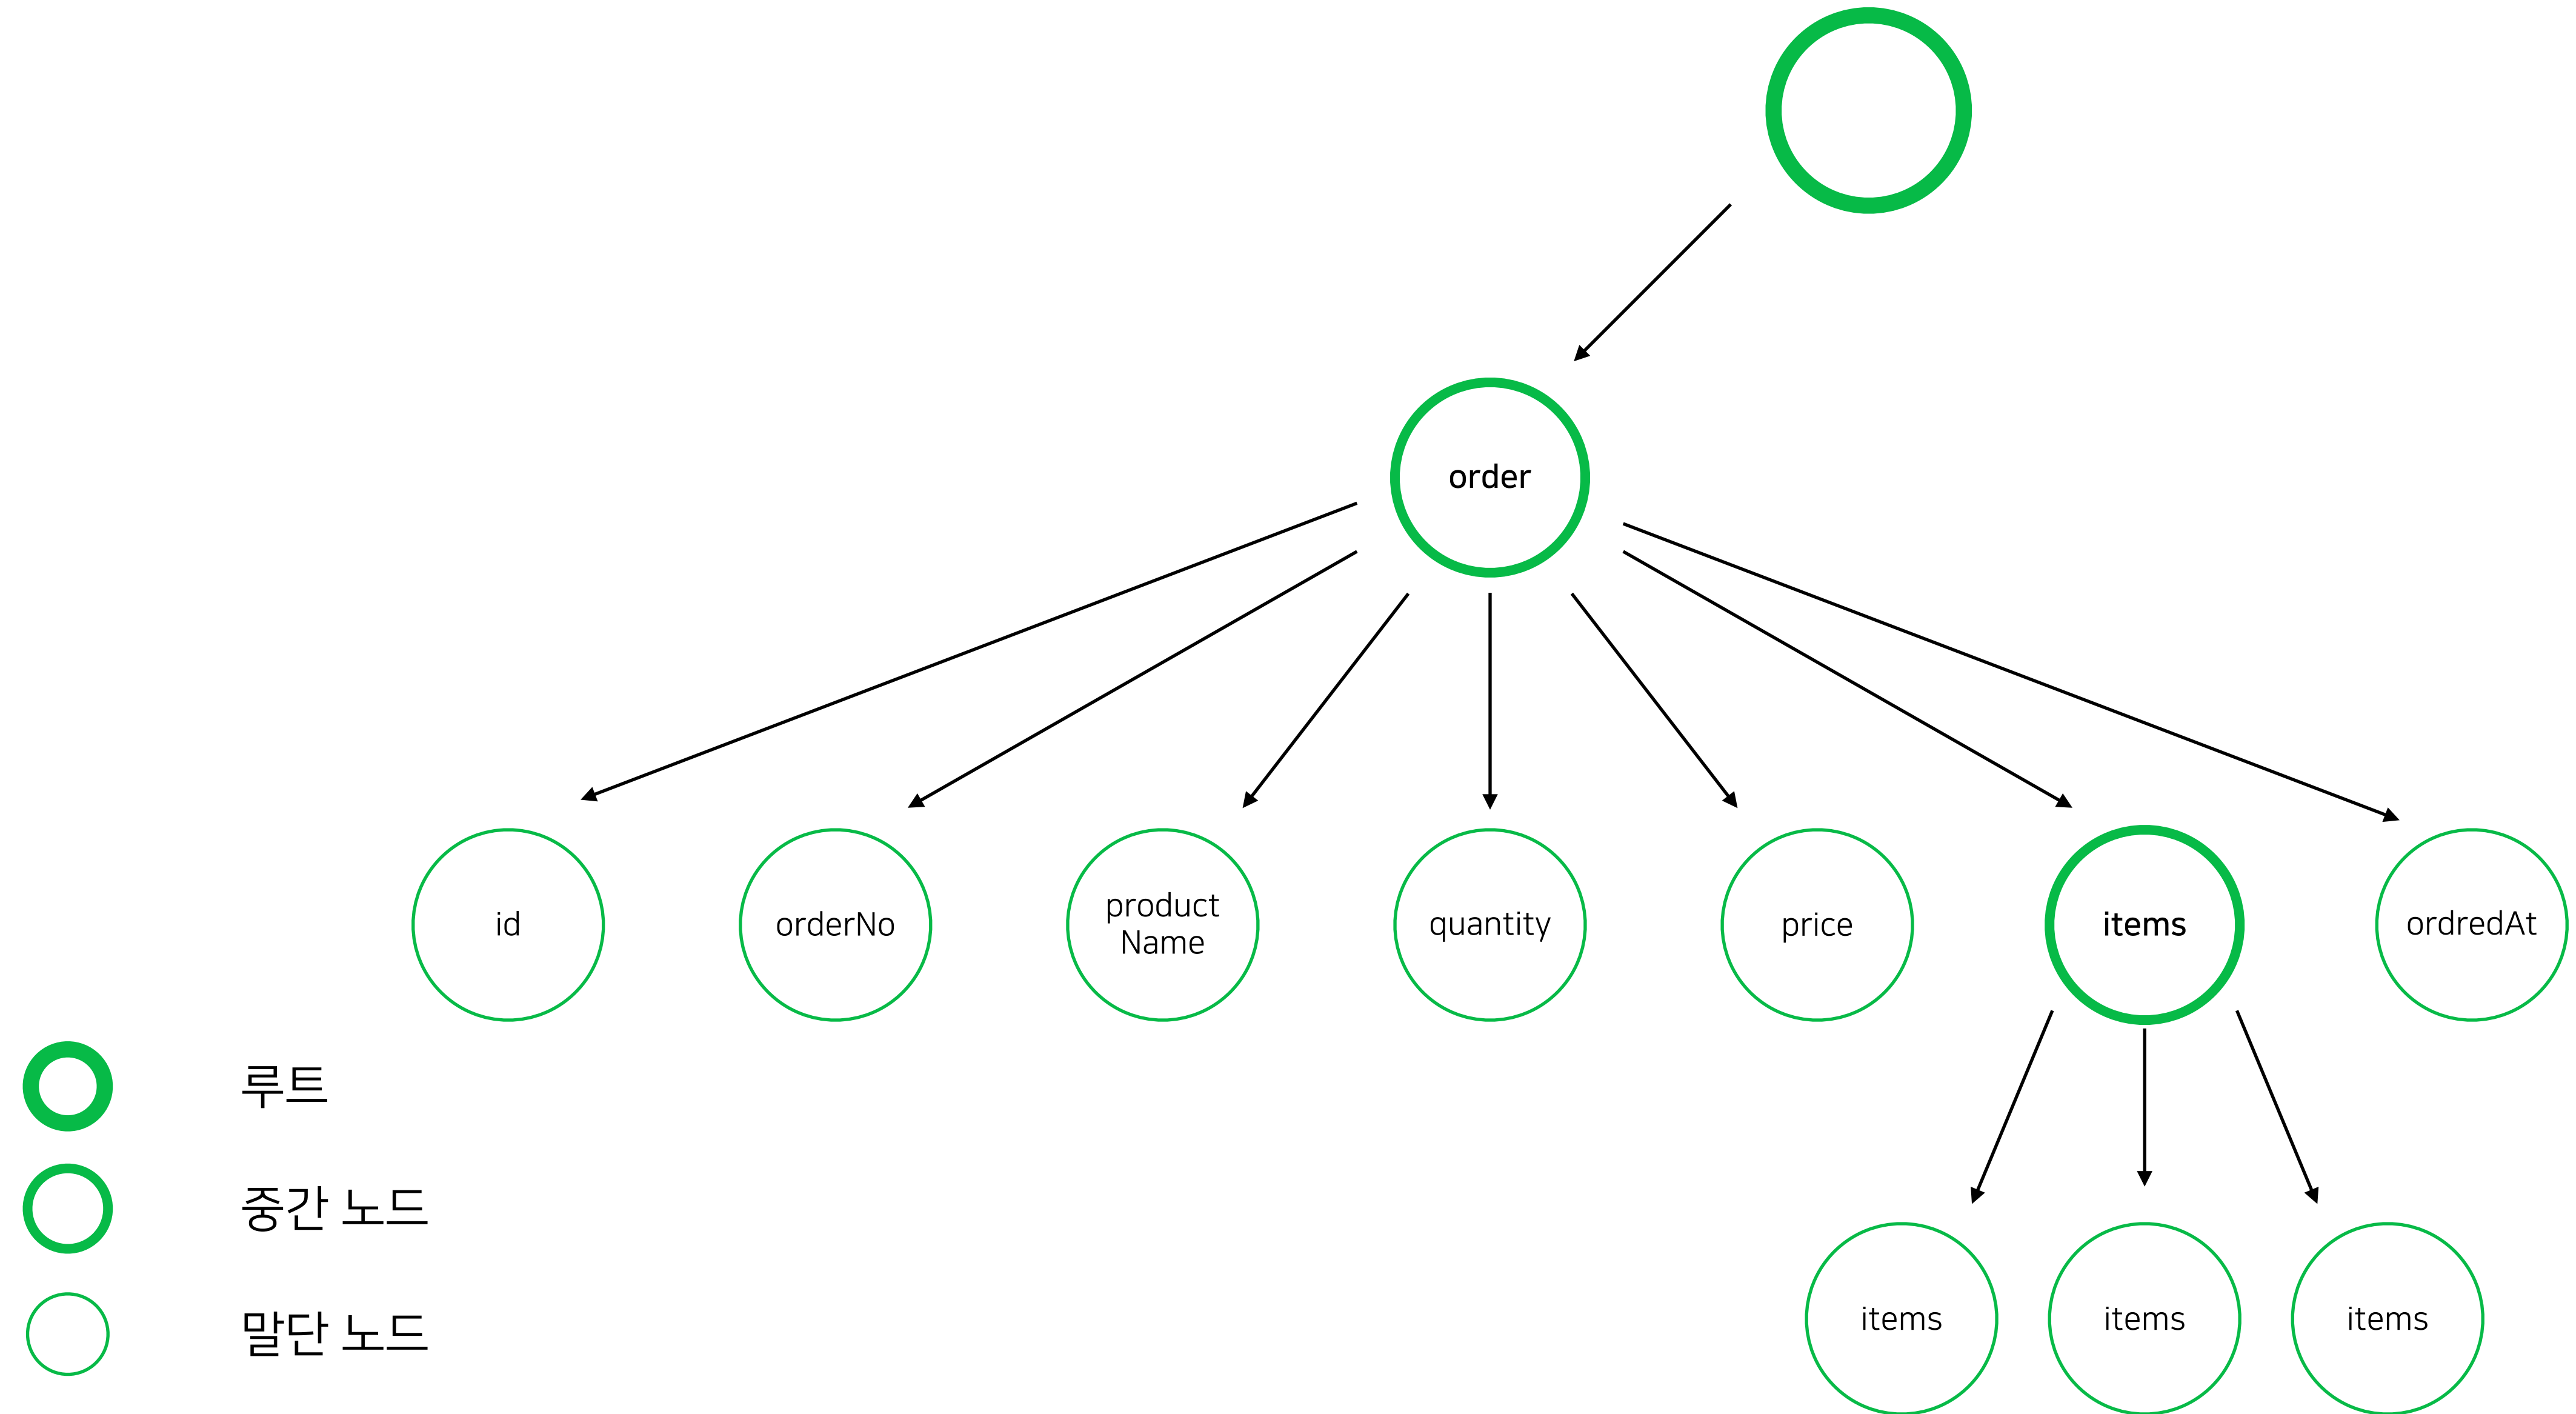 order
id
orderNo
product
Name
quantity
price
items
ordredAt
루트
중간 노드
말단 노드
items
items
items